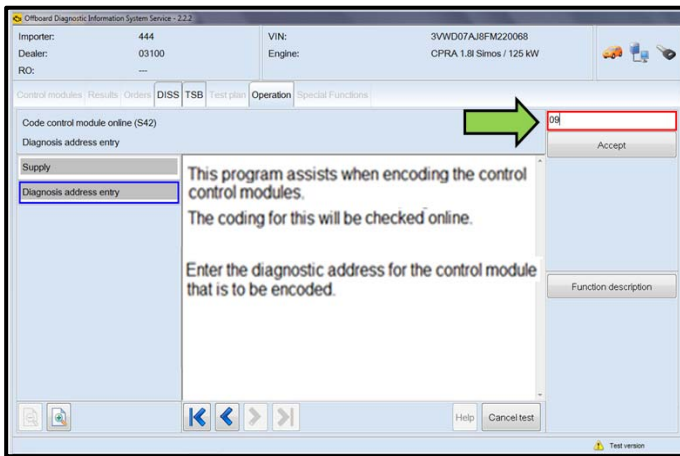 Offboard Diagnostic Information System Service - 2.2.2
Importer: 444 VIN: 3VWD07AJ8FM220068
Dealer: 03100 Engine: CPRA 1.8l Simos / 125 kW
RO: ---
Control modules Results Orders DISS TSB Test plan Operation Special Functions
Code control module online (S42)
Diagnosis address entry
09
Accept
Supply
Diagnosis address entry
This program assists when encoding the control
control modules.
The coding for this will be checked online.
Enter the diagnostic address for the control module
that is to be encoded.
Function description
Help
Cancel test
Test version